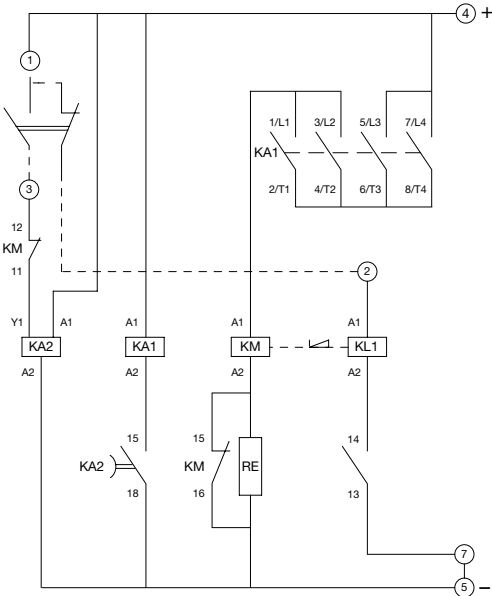 4 +
1
1/L1 3/L2 5/L3 7/L4
KA1
2/T1 4/T2 6/T3 8/T4
3
12
KM
11
2
Y1 A1 A1 A1 A1
KA2 KA1 KM KL1
A2 A2 A2 A2
15 15 14
KA2 KM RE
18 16 13
7
5 −